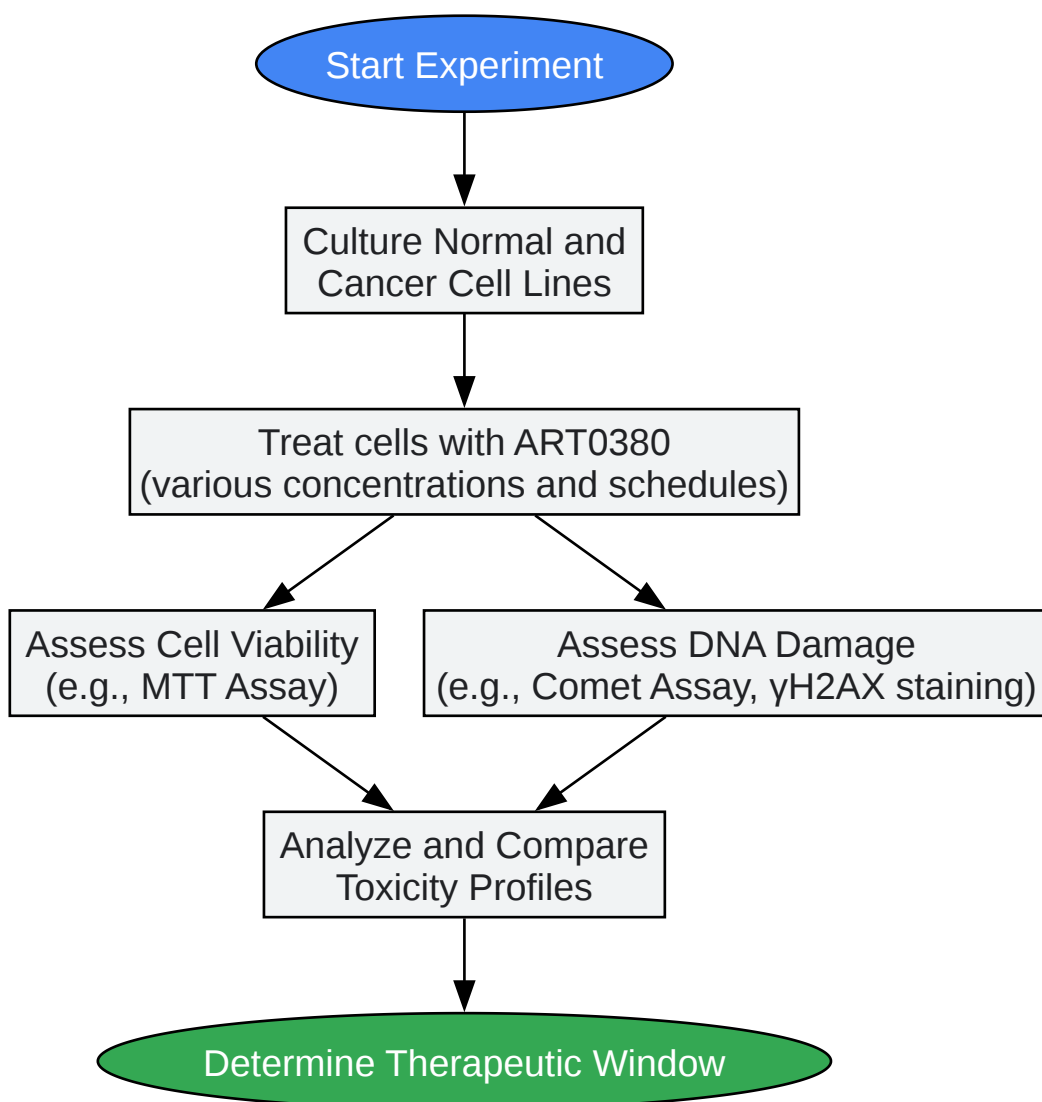 Start Experiment
Culture Normal and
Cancer Cell Lines
Treat cells with ART0380
(various concentrations and schedules)
Assess Cell Viability
(e.g., MTT Assay)
Assess DNA Damage
(e.g., Comet Assay, γH2AX staining)
Analyze and Compare
Toxicity Profiles
Determine Therapeutic Window